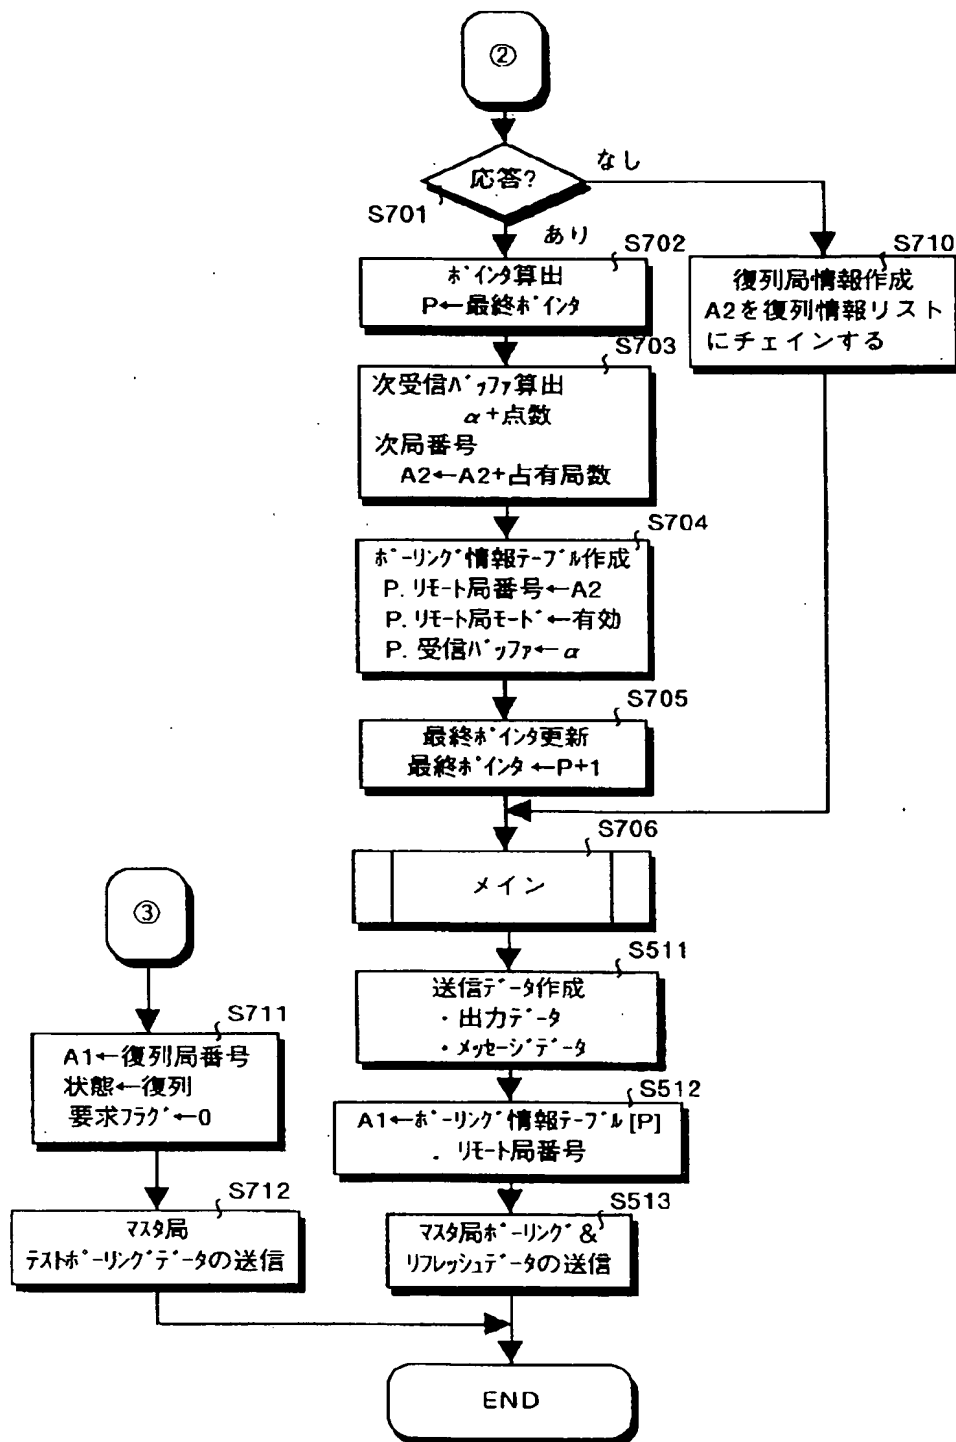 ②
応答?
なし
S701
あり
S702
ポインタ算出
P←最終ポインタ
S710
復列局情報作成
A2を復列情報リスト
にチェインする
S703
次受信バッファ算出
α+点数
次局番号
A2←A2+占有局数
S704
ポーリング情報テーブル作成
P. リモート局番号←A2
P. リモート局モード←有効
P. 受信バッファ←α
S705
最終ポインタ更新
最終ポインタ←P+1
S706
メイン
③
S511
送信データ作成
・出力データ
・メッセージデータ
S711
A1←復列局番号
状態←復列
要求フラグ←0
S512
A1←ポーリング情報テーブル[P]
. リモート局番号
S712
マスタ局
テストポーリングデータの送信
S513
マスタ局ポーリング&
リフレッシュデータの送信
END